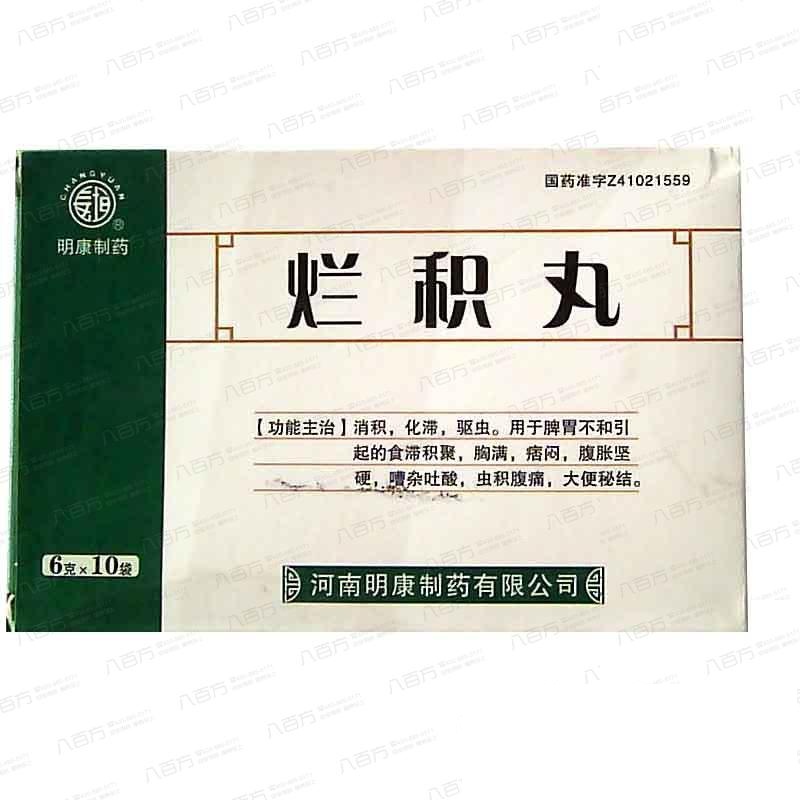 国药准字Z41021559
CHANGYUAN
®
明康制药
烂积丸
【功能主治】消积，化滞，驱虫。用于脾胃不和引
起的食滞积聚，胸满，痞闷，腹胀坚
硬，嘈杂吐酸，虫积腹痛，大便秘结。
6克×10袋
河南明康制药有限公司
八百方